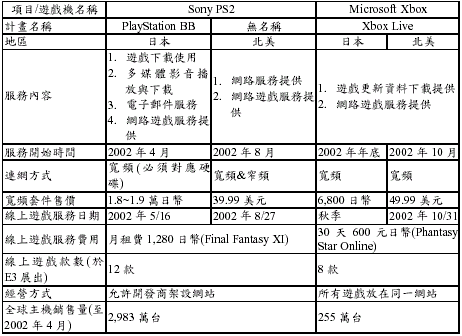 項目/遊戲機名稱 Sony PS2 Microsoft Xbox
計畫名稱 PlayStation BB 無名稱 Xbox Live
地區 日本 北美 日本 北美
服務內容
1. 遊戲下載使用
2. 多媒體影音播
放與下載
3. 電子郵件服務
4. 網路遊戲服務提
供
1. 網路服務提供
2. 網路遊戲服務提
供
1. 遊戲更新資料下載提供
2. 網路遊戲服務提供
服務開始時間 2002 年 4 月 2002 年 8 月 2002 年年底 2002 年 10 月
連網方式 寬頻(必須對應硬
碟) 寬頻&窄頻 寬頻 寬頻
寬頻套件售價 1.8~1.9 萬日幣 39.99 美元 6,800 日幣 49.99 美元
線上遊戲服務日期 2002 年 5/16 2002 年 8/27 秋季 2002 年 10/31
線上遊戲服務費用 月租費 1,280 日幣(Final Fantasy XI) 30 天 600 元日幣(Phantasy
Star Online)
線上遊戲款數(於
E3 展出) 12 款 8 款
經營方式 允許開發商架設網站 所有遊戲放在同一網站
全球主機銷售量(至
2002 年 4 月) 2,983 萬台 255 萬台